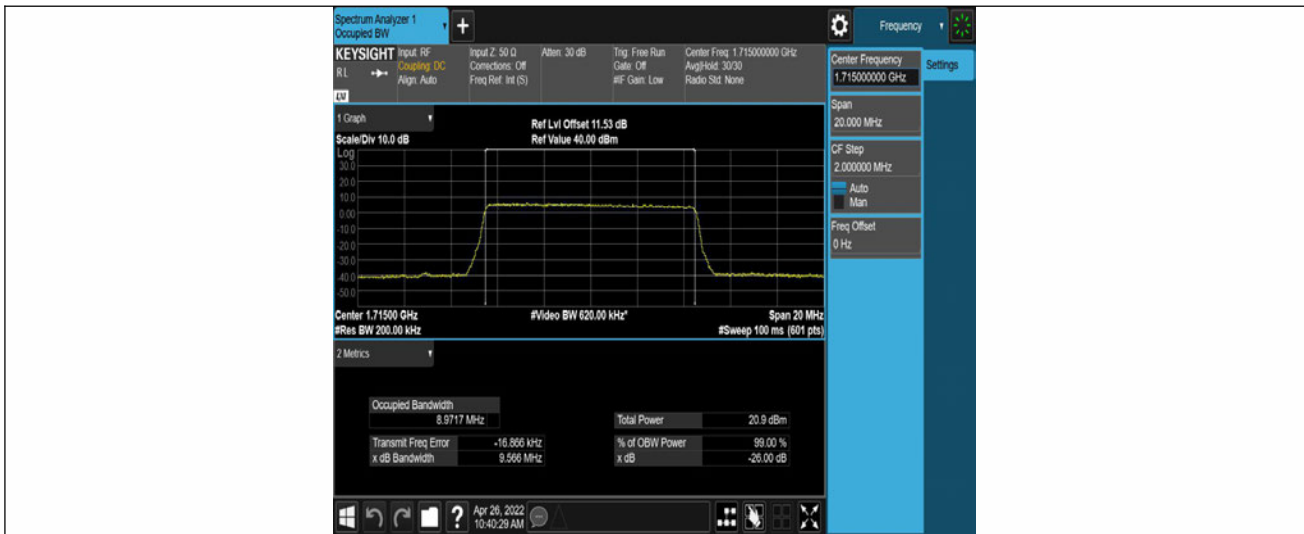 Spectrum Analyzer 1
Occupied BW
Frequency
KEYSIGHT
R L
LXI
Input: RF
Coupling: DC
Align: Auto
Input Z: 50 Ω
Corrections: Off
Freq Ref: Int (S)
Atten: 30 dB
Trig: Free Run
Gate: Off
#IF Gain: Low
Center Freq: 1.715000000 GHz
Avg|Hold: 30/30
Radio Std: None
1 Graph
Scale/Div 10.0 dB
Ref Lvl Offset 11.53 dB
Ref Value 40.00 dBm
Log
30.0
20.0
10.0
0.00
-10.0
-20.0
-30.0
-40.0
-50.0
Center 1.71500 GHz
#Res BW 200.00 kHz
#Video BW 620.00 kHz*
Span 20 MHz
#Sweep 100 ms (601 pts)
2 Metrics
Occupied Bandwidth
8.9717 MHz
Transmit Freq Error -16.866 kHz
x dB Bandwidth 9.566 MHz
Total Power 20.9 dBm
% of OBW Power 99.00 %
x dB -26.00 dB
Apr 26, 2022
10:40:29 AM
Center Frequency
1.715000000 GHz
Settings
Span
20.000 MHz
CF Step
2.000000 MHz
Auto
Man
Freq Offset
0 Hz